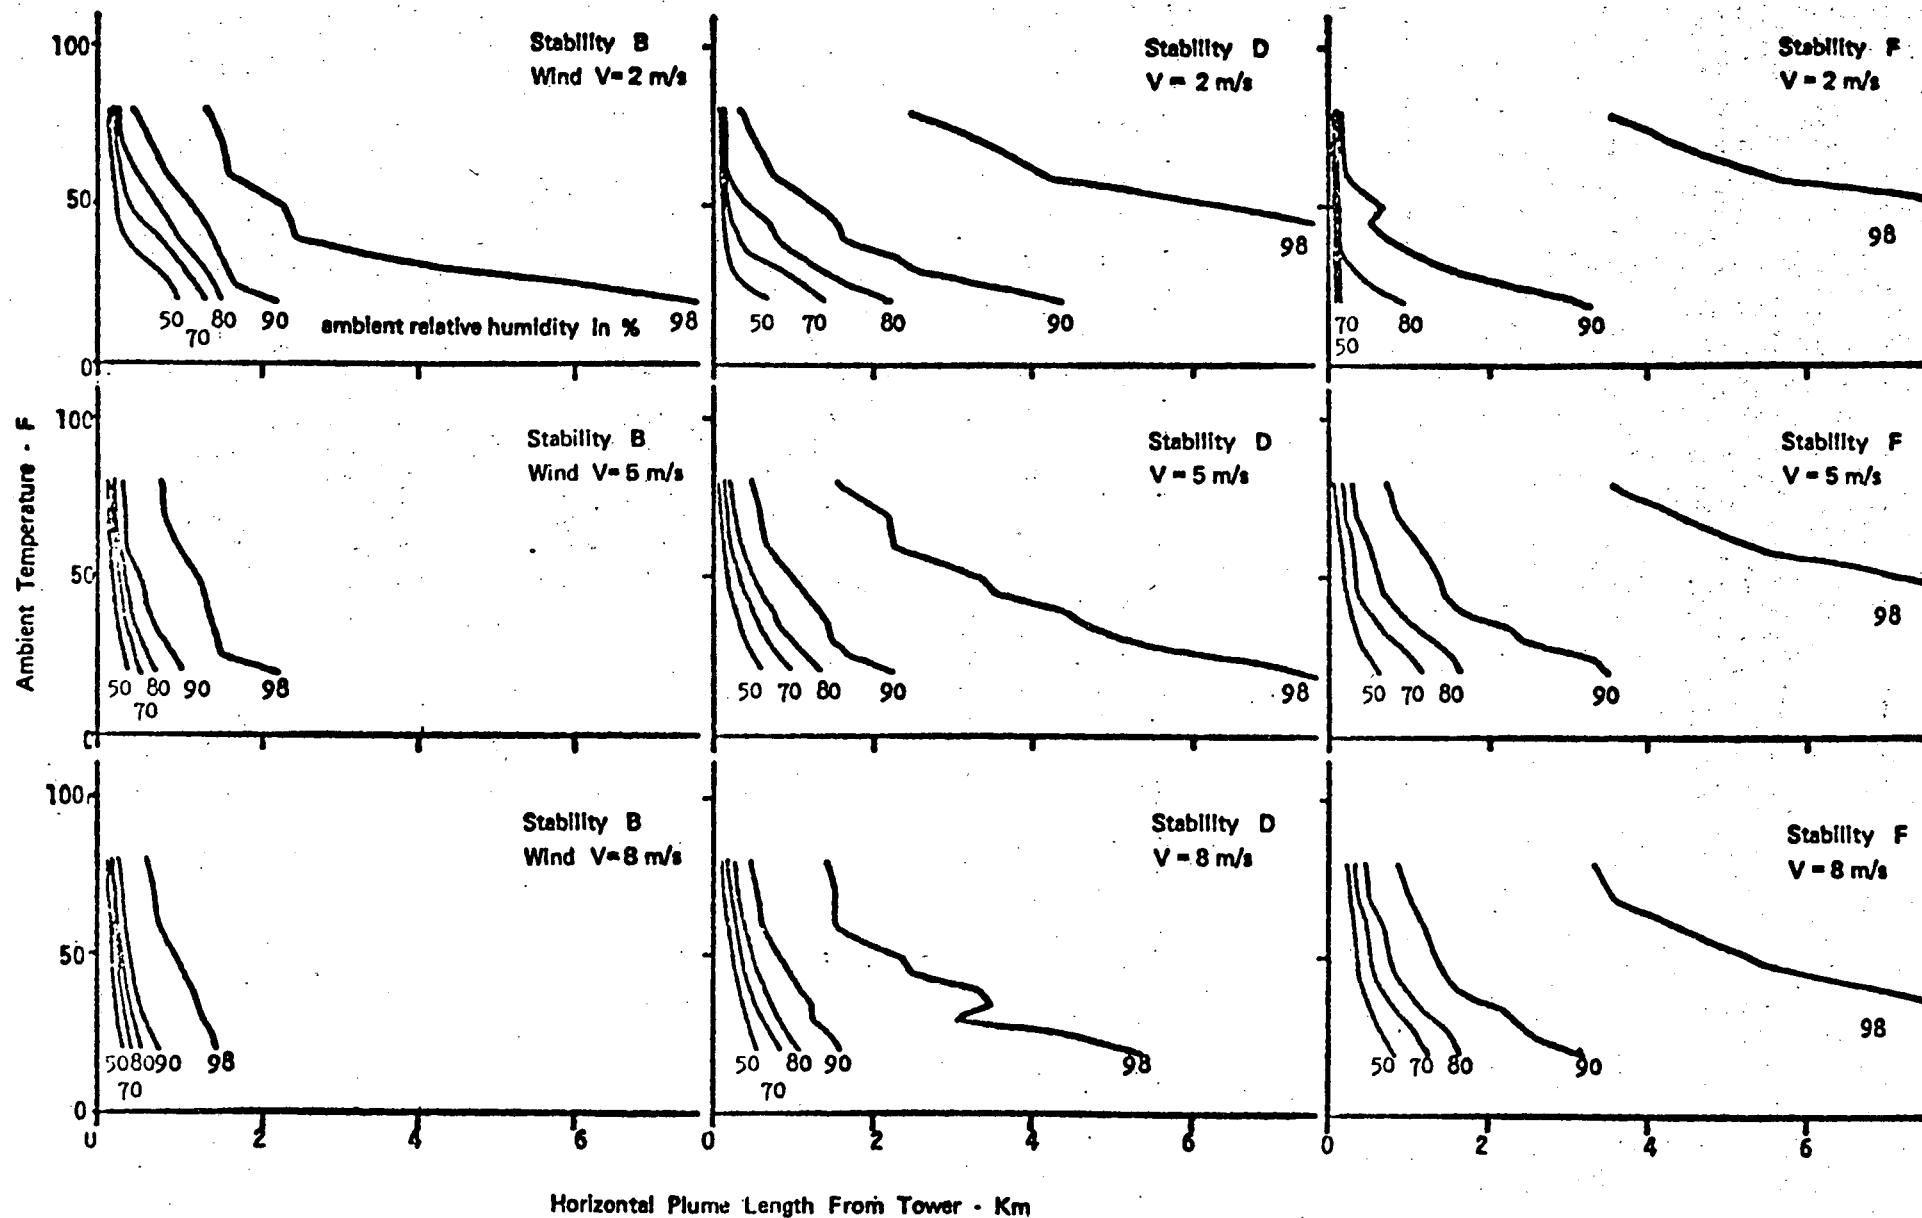 100
Stability B
Wind V=2 m/s
50
50
70
80
90
ambient relative humidity in %
98
0
Stability D
V = 2 m/s
98
50
70
80
90
Stability F
V = 2 m/s
98
70
50
80
90
Ambient Temperature - F
100
Stability B
Wind V=5 m/s
50
50
70
80
90
98
0
Stability D
V = 5 m/s
50
70
80
90
98
Stability F
V = 5 m/s
98
50
70
80
90
100
Stability B
Wind V=8 m/s
50
50
70
80
90
98
0
Stability D
V = 8 m/s
50
70
80
90
98
Stability F
V = 8 m/s
98
50
70
80
90
0 2 4 6
0 2 4 6
0 2 4 6
Horizontal Plume Length From Tower - Km